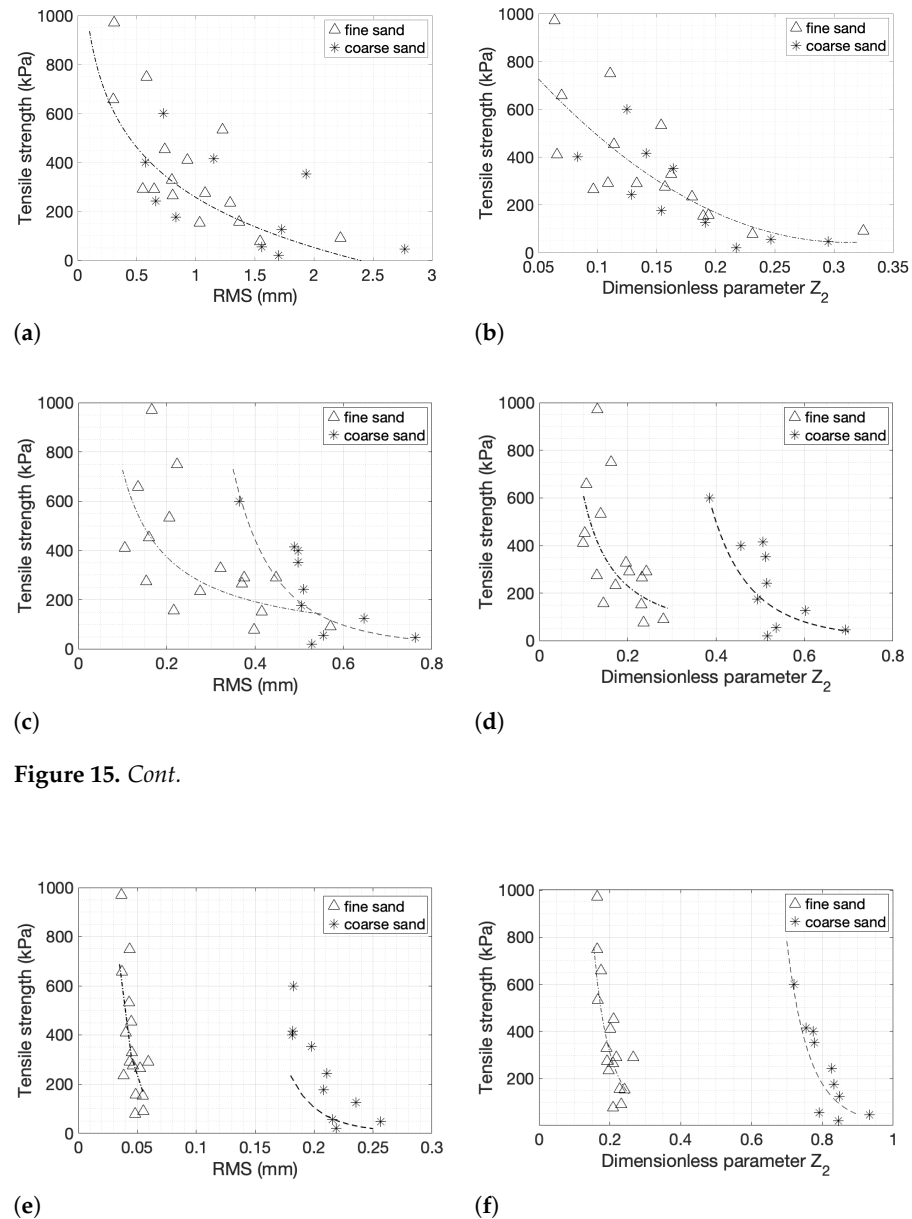 1000
800
600
400
200
0
Tensile strength (kPa)
fine sand
coarse sand
0 0.5 1 1.5 2 2.5 3
RMS (mm)
(a)
1000
800
600
400
200
0
Tensile strength (kPa)
fine sand
coarse sand
0.05 0.1 0.15 0.2 0.25 0.3 0.35
Dimensionless parameter Z2
(b)
1000
800
600
400
200
0
Tensile strength (kPa)
fine sand
coarse sand
0 0.2 0.4 0.6 0.8
RMS (mm)
(c)
1000
800
600
400
200
0
Tensile strength (kPa)
fine sand
coarse sand
0 0.2 0.4 0.6 0.8
Dimensionless parameter Z2
(d)
Figure 15. Cont.
1000
800
600
400
200
0
Tensile strength (kPa)
fine sand
coarse sand
0 0.05 0.1 0.15 0.2 0.25 0.3
RMS (mm)
(e)
1000
800
600
400
200
Tensile strength (kPa)
fine sand
coarse sand
0 0.2 0.4 0.6 0.8 1
Dimensionless parameter Z2
(f)